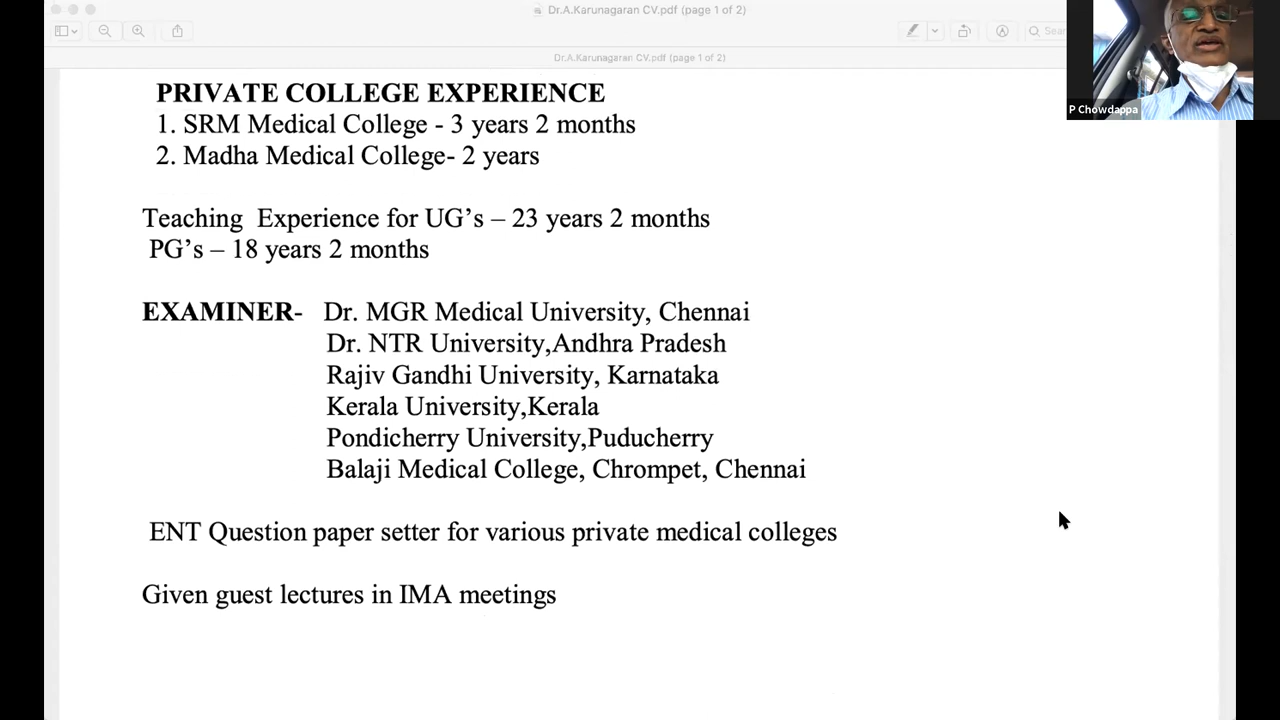 Dr.A.Karunagaran CV.pdf (page 1 of 2)
Sear
Dr.A.Karunagaran CV.pdf (page 1 of 2)
P Chowdappa
PRIVATE COLLEGE EXPERIENCE
1. SRM Medical College - 3 years 2 months
2. Madha Medical College- 2 years
Teaching  Experience for UG’s – 23 years 2 months
PG’s – 18 years 2 months
EXAMINER-   Dr. MGR Medical University, Chennai
Dr. NTR University,Andhra Pradesh
Rajiv Gandhi University, Karnataka
Kerala University,Kerala
Pondicherry University,Puducherry
Balaji Medical College, Chrompet, Chennai
ENT Question paper setter for various private medical colleges
Given guest lectures in IMA meetings